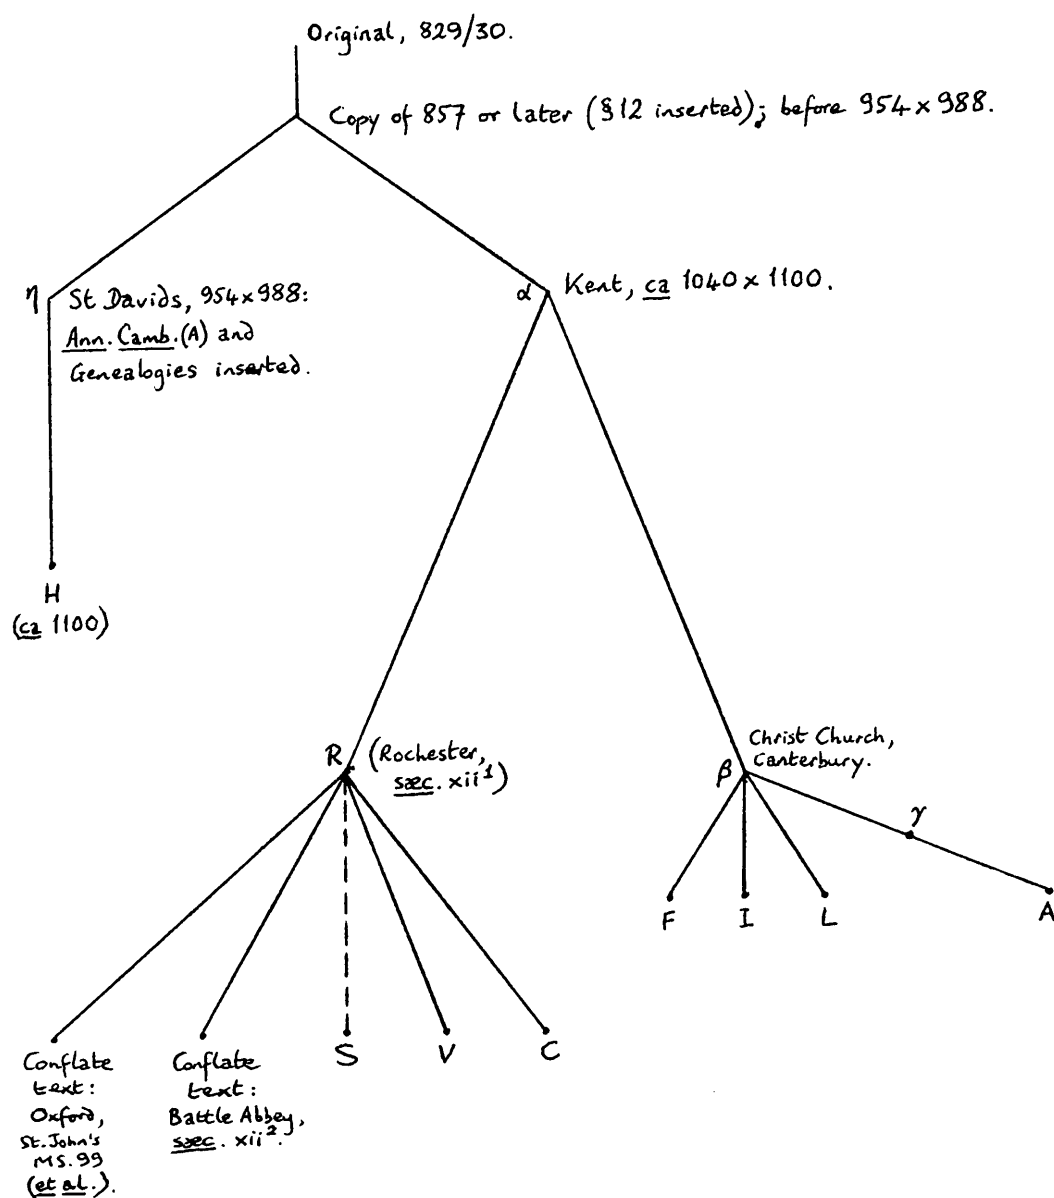 Original, 829/30.
Copy of 857 or later (§12 inserted); before 954 x 988.
η
St Davids, 954x988:
Ann. Camb. (A) and
Genealogies inserted.
α
Kent, ca 1040 x 1100.
H
(ca 1100)
R
(Rochester,
sæc. xii¹)
Christ Church,
Canterbury.
β
γ
F
I
L
A
Conflate
text:
Oxford,
St. John's
MS. 99
(et al.).
Conflate
text:
Battle Abbey,
sæc. xii².
S
V
C